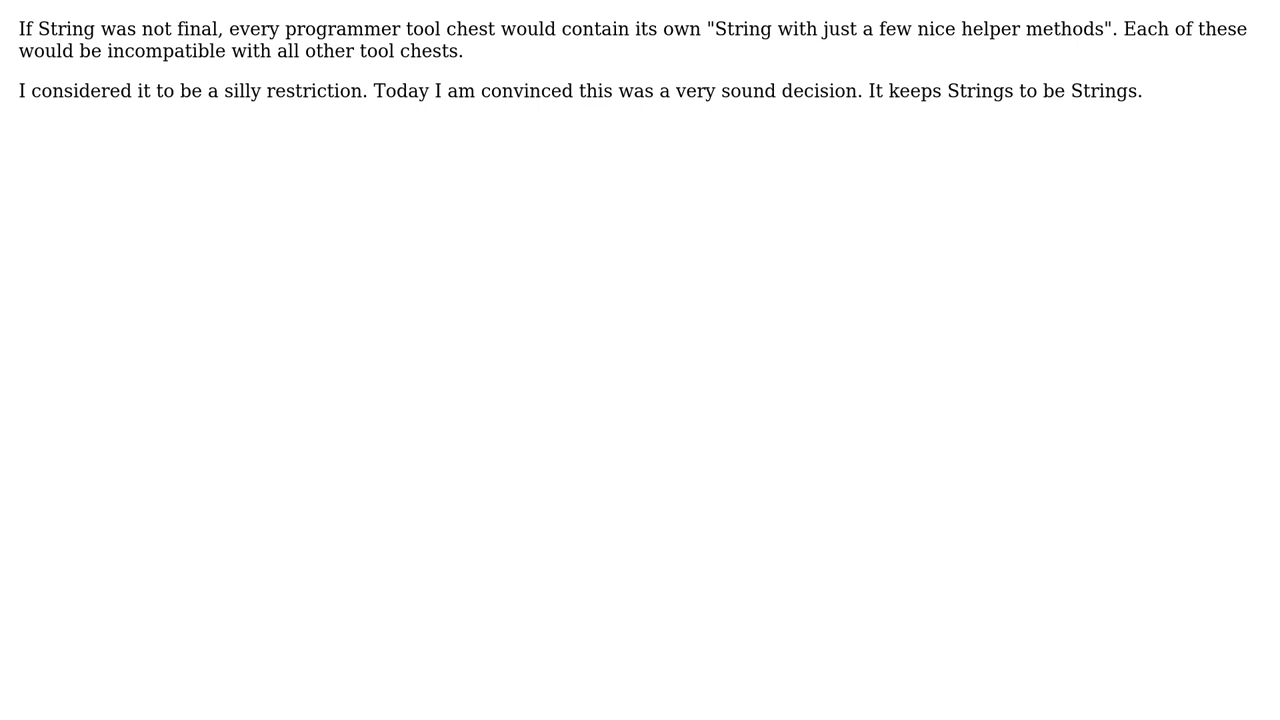 If String was not final, every programmer tool chest would contain its own "String with just a few nice helper methods". Each of these
would be incompatible with all other tool chests.
I considered it to be a silly restriction. Today I am convinced this was a very sound decision. It keeps Strings to be Strings.